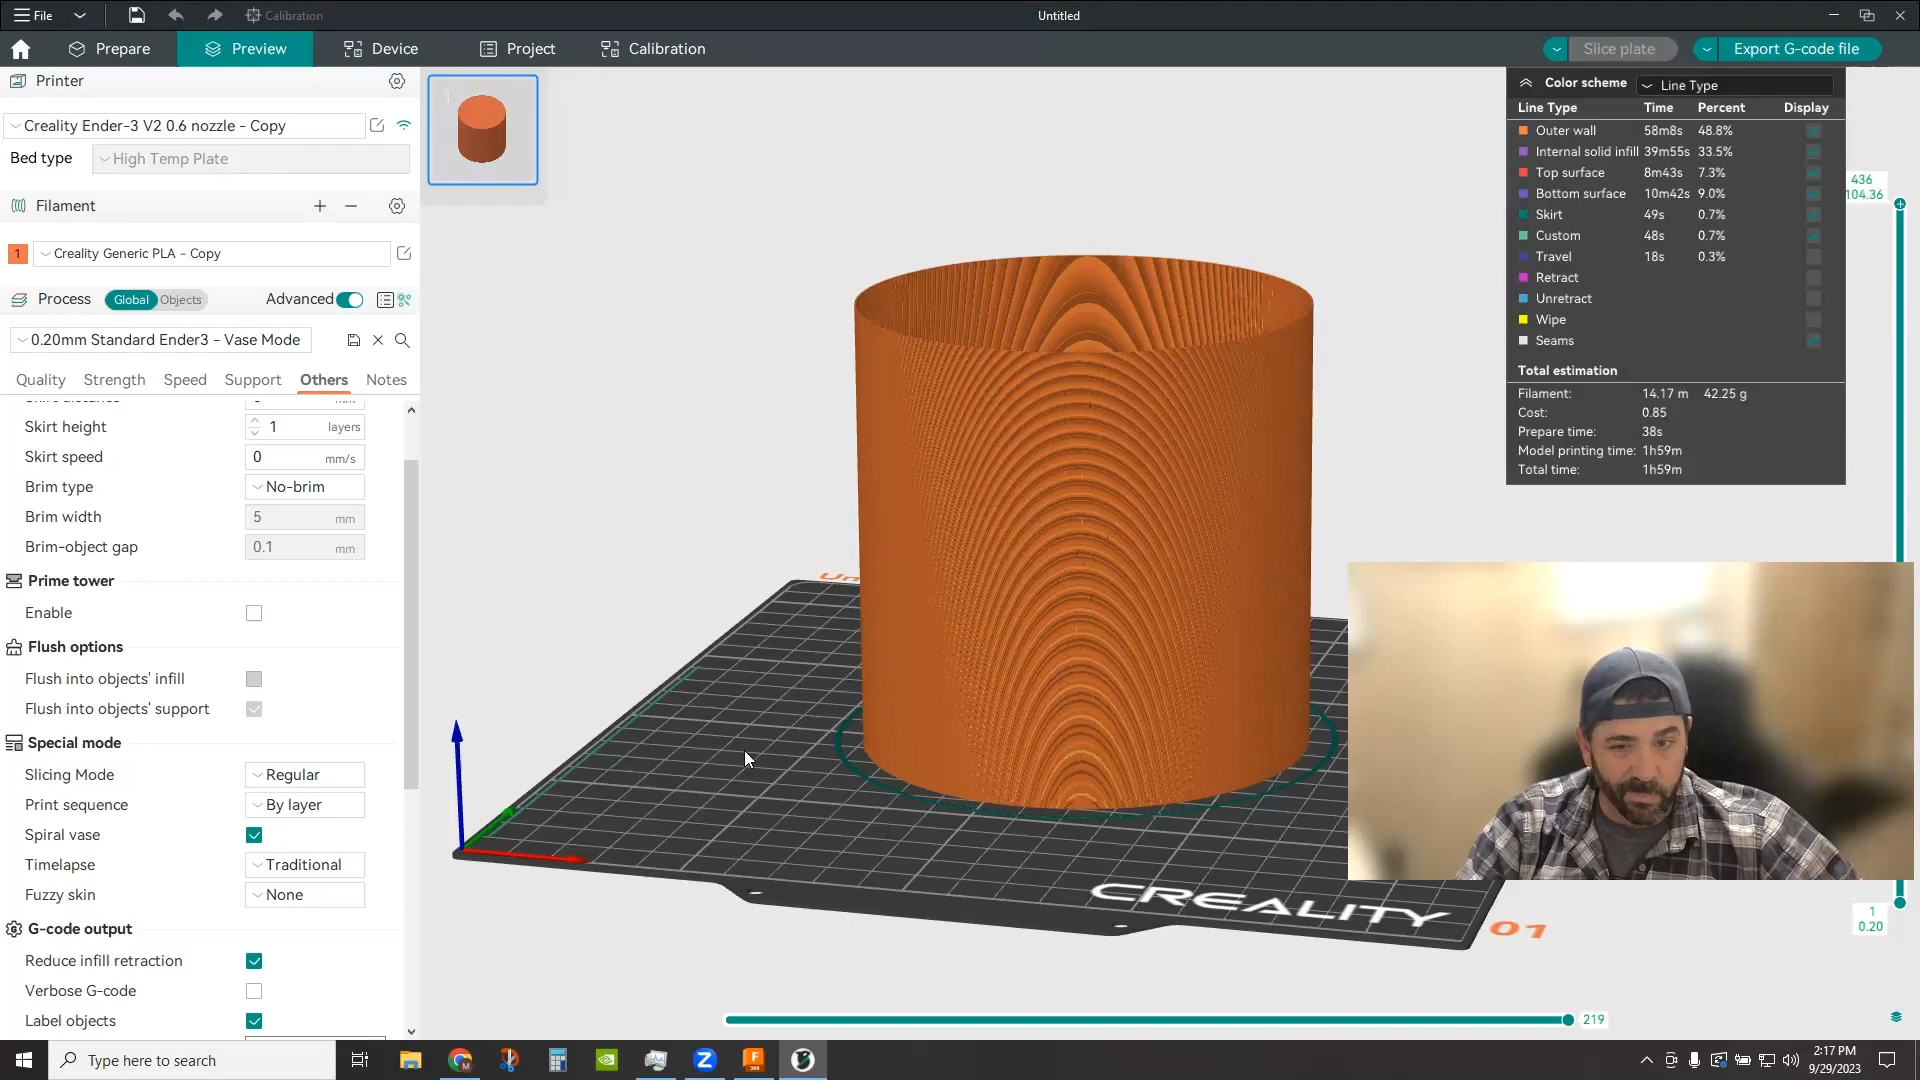 File
Calibration
Untitled
Prepare
Preview
Device
Project
Calibration
Slice plate
Export G-code file
Printer
Creality Ender-3 V2 0.6 nozzle - Copy
Bed type
High Temp Plate
Filament
1
Creality Generic PLA - Copy
Process
Global
Objects
Advanced
0.20mm Standard Ender3 - Vase Mode
Quality
Strength
Speed
Support
Others
Notes
Skirt height
1
layers
Skirt speed
0
mm/s
Brim type
No-brim
Brim width
5
mm
Brim-object gap
0.1
mm
Prime tower
Enable
Flush options
Flush into objects' infill
Flush into objects' support
Special mode
Slicing Mode
Regular
Print sequence
By layer
Spiral vase
Timelapse
Traditional
Fuzzy skin
None
G-code output
Reduce infill retraction
Verbose G-code
Label objects
Color scheme
Line Type
Line Type Time Percent Display
Outer wall 58m8s 48.8%
Internal solid infill 39m55s 33.5%
Top surface 8m43s 7.3%
Bottom surface 10m42s 9.0%
Skirt 49s 0.7%
Custom 48s 0.7%
Travel 18s 0.3%
Retract
Unretract
Wipe
Seams
Total estimation
Filament: 14.17 m 42.25 g
Cost: 0.85
Prepare time: 38s
Model printing time: 1h59m
Total time: 1h59m
436
104.36
CREALITY
01
1
0.20
219
Type here to search
2:17 PM
9/29/2023